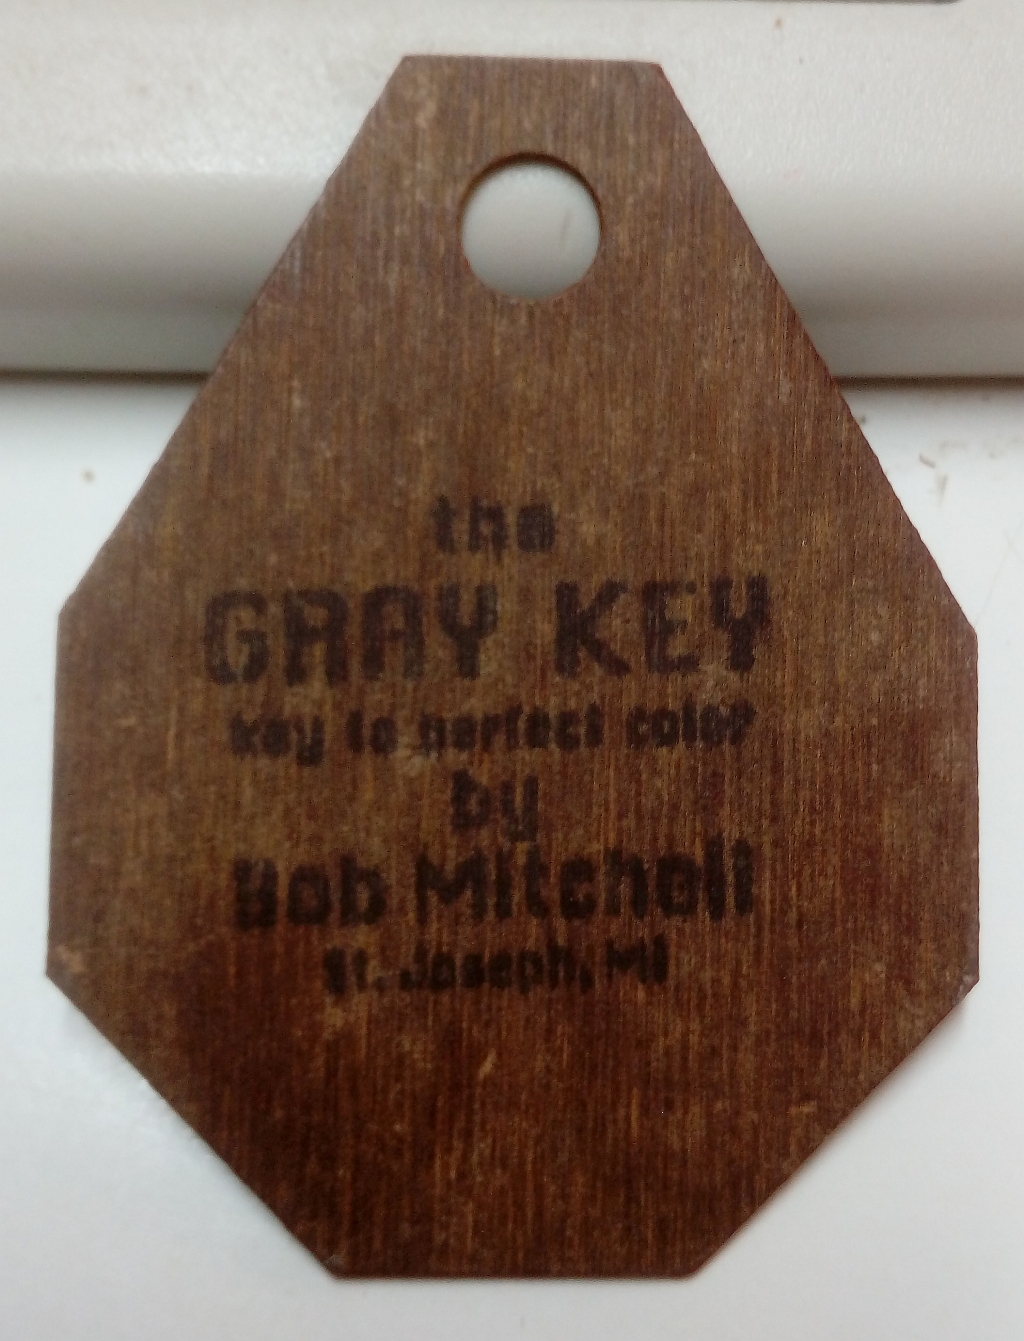 the
GRAY KEY
key to perfect color
by
Bob Mitchell
St. Joseph, MI